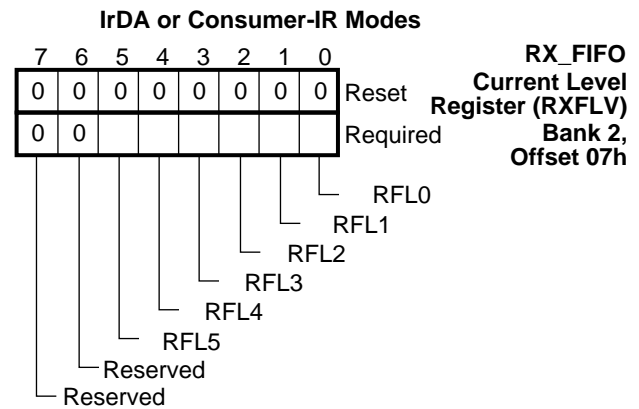 IrDA or Consumer-IR Modes
7 6 5 4 3 2 1 0
RX_FIFO
Current Level
Register (RXFLV)
Bank 2,
Offset 07h
0 0 0 0 0 0 0 0 Reset
0 0 Required
RFL0
RFL1
RFL2
RFL3
RFL4
RFL5
Reserved
Reserved